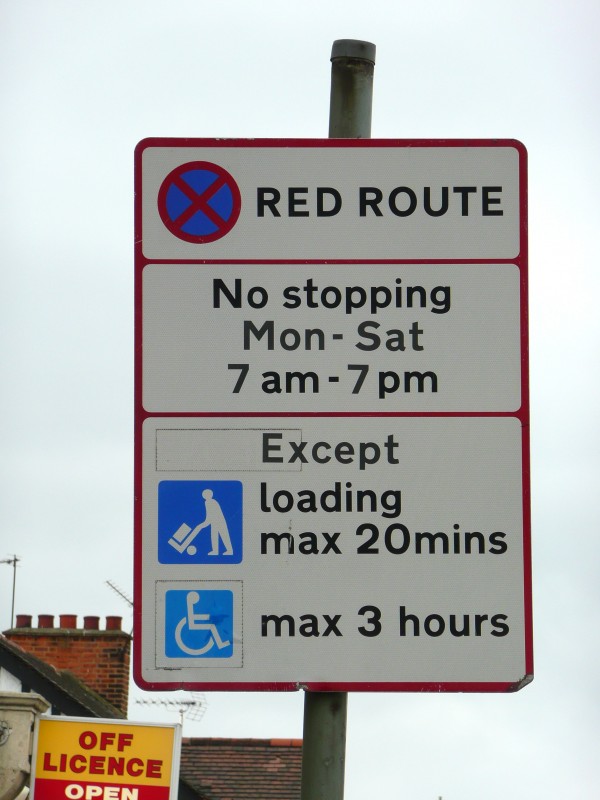 RED ROUTE
No stopping
Mon - Sat
7 am - 7 pm
Except
loading
max 20mins
max 3 hours
OFF
LICENCE
OPEN